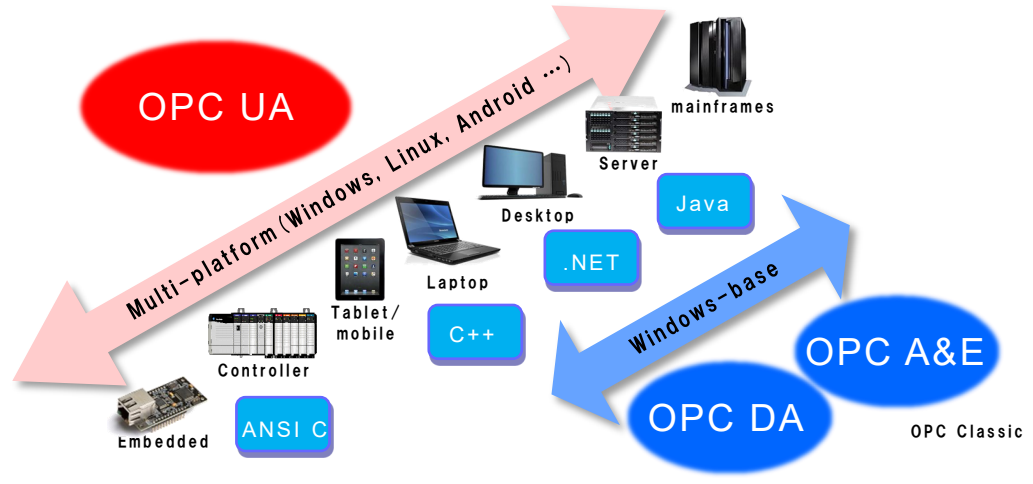 OPC UA
Multi-platform(Windows, Linux, Android …)
mainframes
Server
Desktop
Java
Laptop
.NET
Tablet/
mobile
C++
Windows-base
Controller
OPC A&E
OPC DA
Embedded
ANSI C
OPC Classic